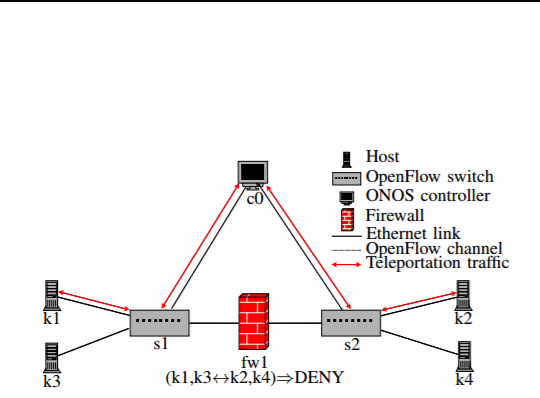 Host
OpenFlow switch
ONOS controller
Firewall
Ethernet link
OpenFlow channel
Teleportation traffic
c0
k1
k2
s1
s2
k3
fw1
k4
(k1,k3↔k2,k4)⇒DENY